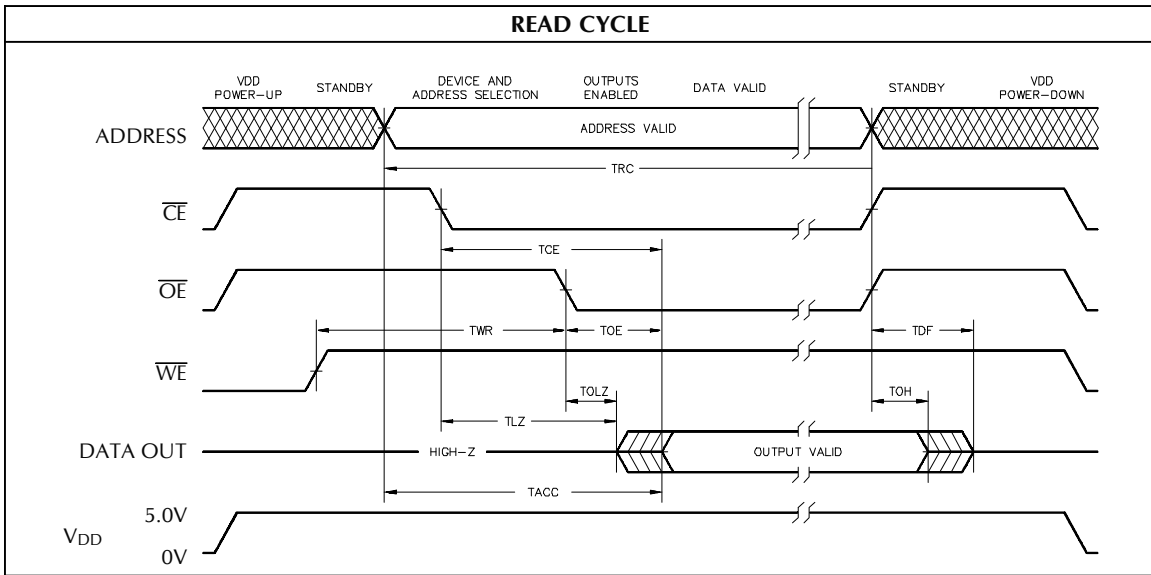 READ CYCLE
VDD POWER-UP
STANDBY
DEVICE AND ADDRESS SELECTION
OUTPUTS ENABLED
DATA VALID
STANDBY
VDD POWER-DOWN
ADDRESS
ADDRESS VALID
TRC
CE
TCE
OE
TWR
TOE
TDF
WE
TOLZ
TOH
TLZ
DATA OUT
HIGH-Z
OUTPUT VALID
TACC
5.0V
VDD
0V